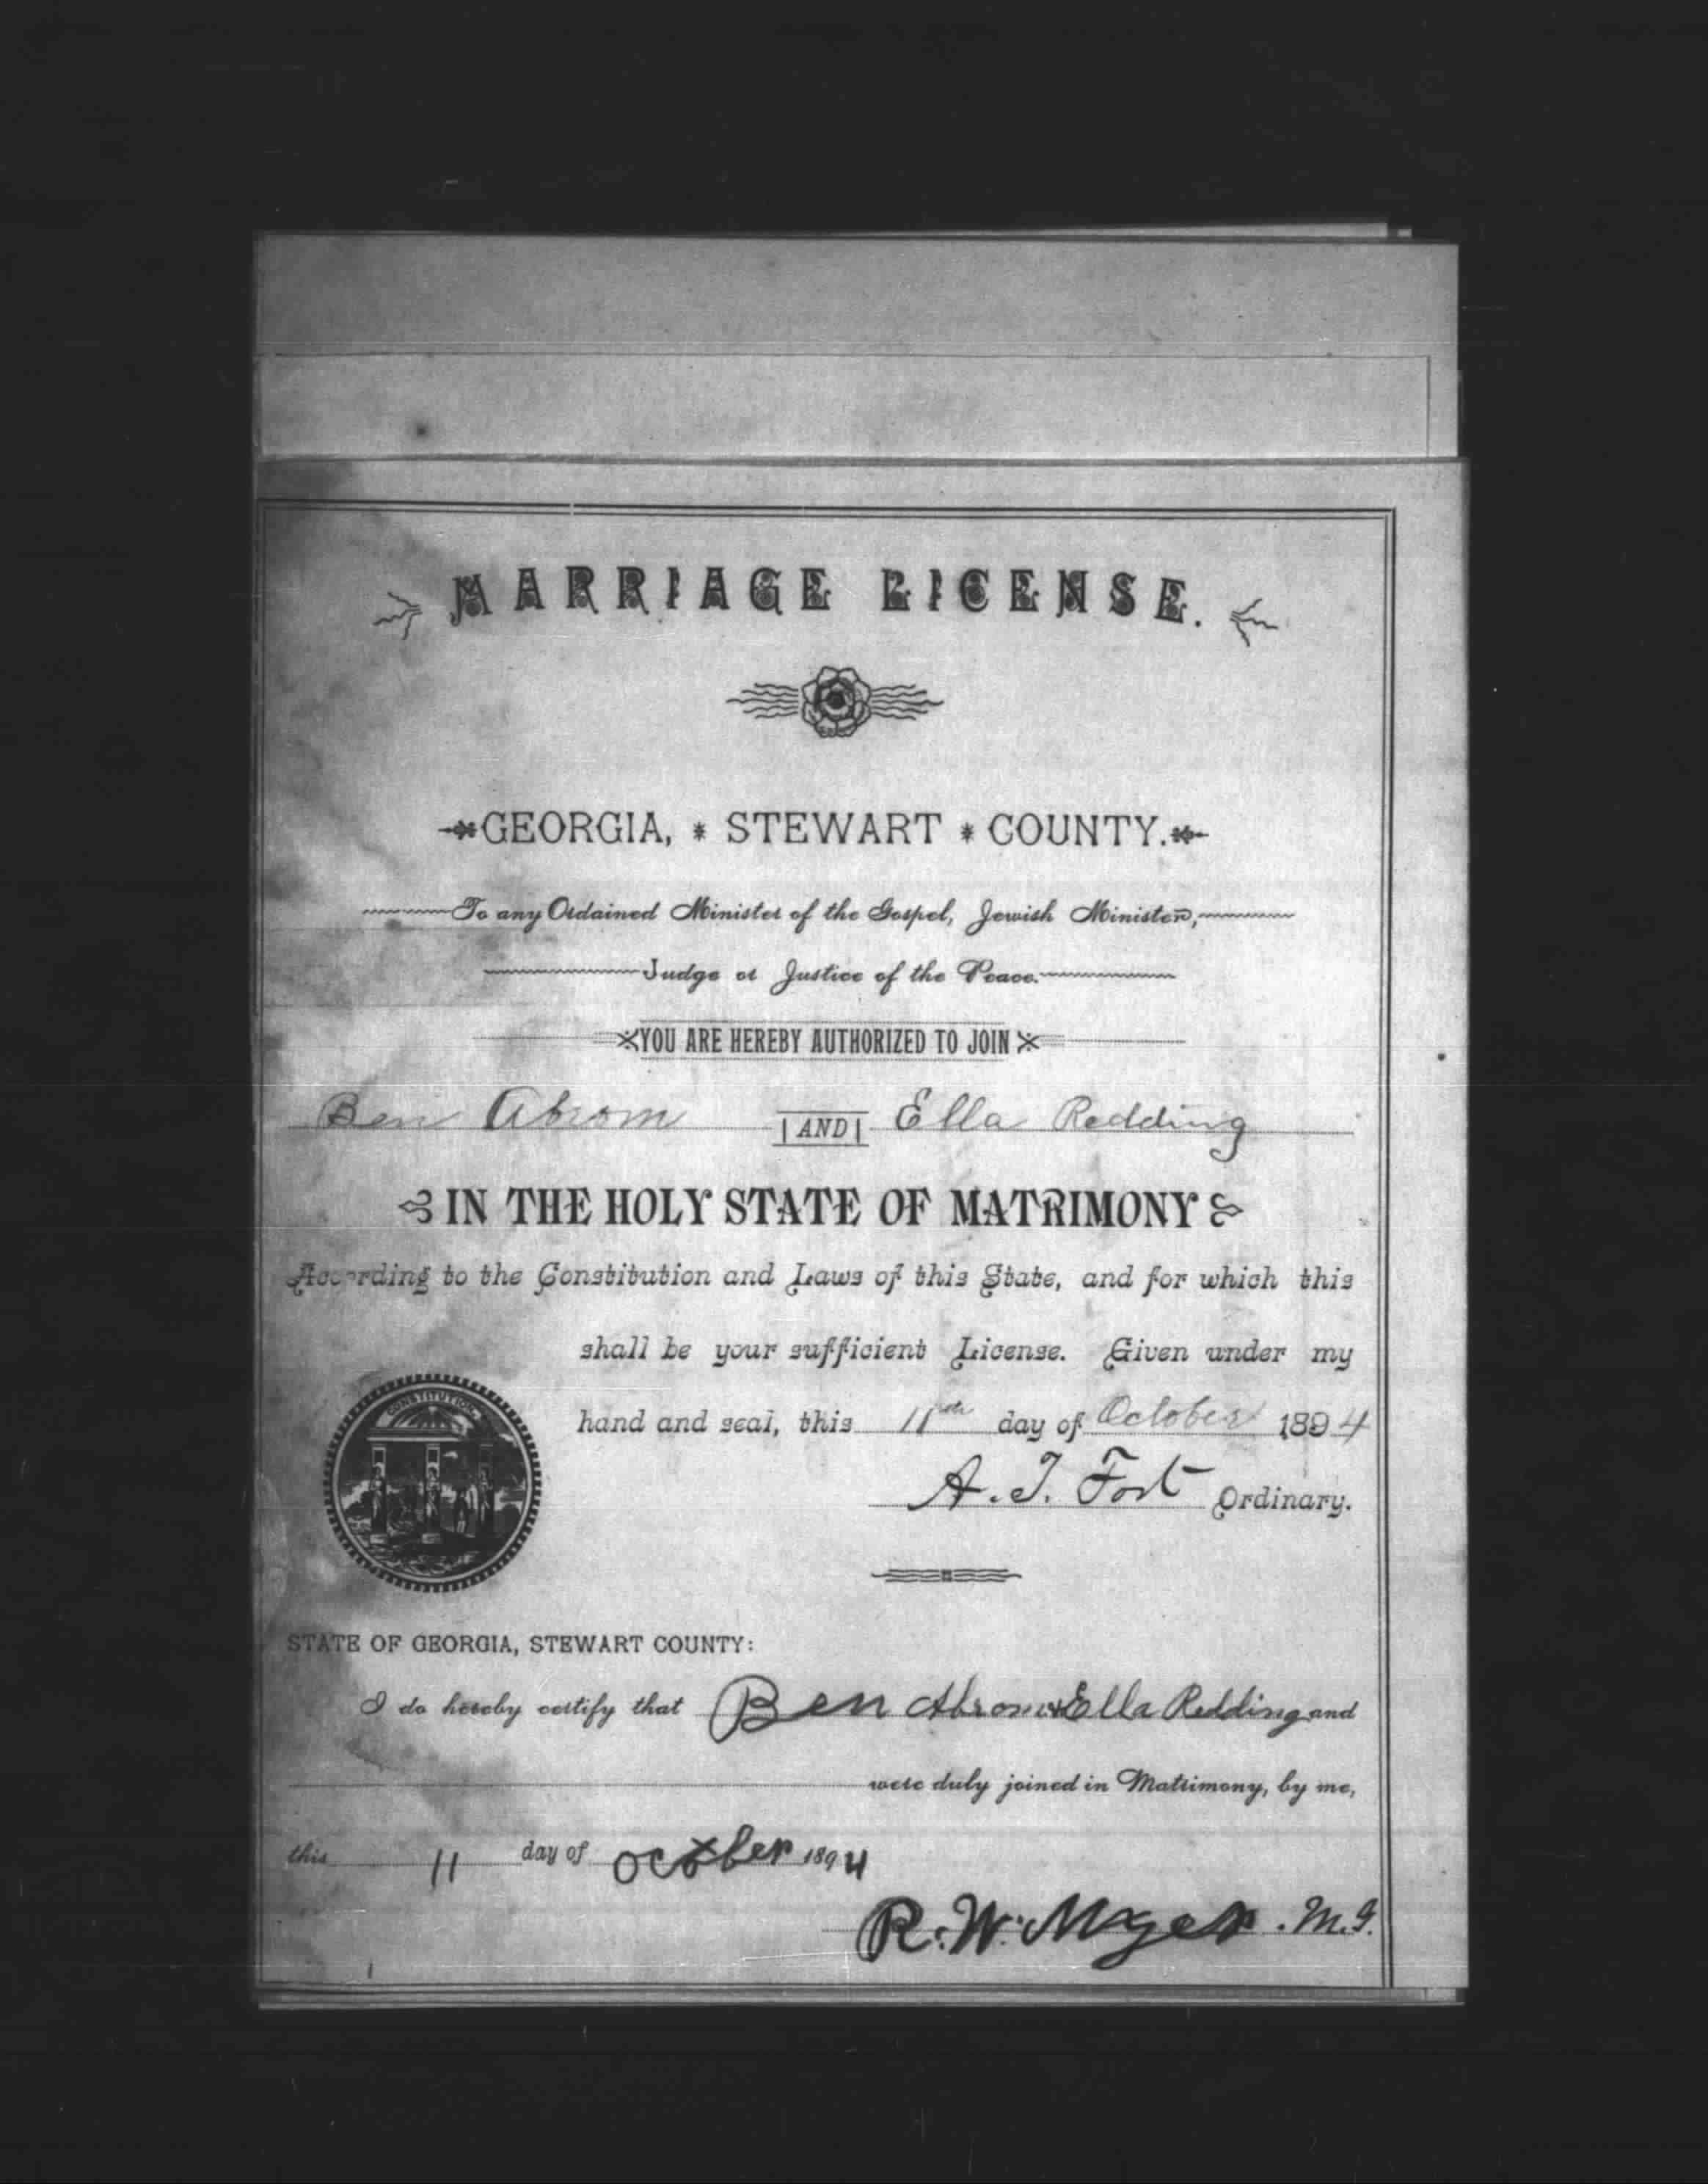 MARRIAGE LICENSE.
GEORGIA, * STEWART * COUNTY.
To any Ordained Minister of the Gospel, Jewish Minister,
Judge or Justice of the Peace.
YOU ARE HEREBY AUTHORIZED TO JOIN
Ben Abrom AND Ella Redding
IN THE HOLY STATE OF MATRIMONY
According to the Constitution and Laws of this State, and for which this
shall be your sufficient License. Given under my
CONSTITUTION
hand and seal, this 11th day of October 1894
A. T. Fort Ordinary.
STATE OF GEORGIA, STEWART COUNTY:
I do hereby certify that Ben Abrom & Ella Redding and
were duly joined in Matrimony, by me,
this 11 day of octber 1894
R. W. M.G.